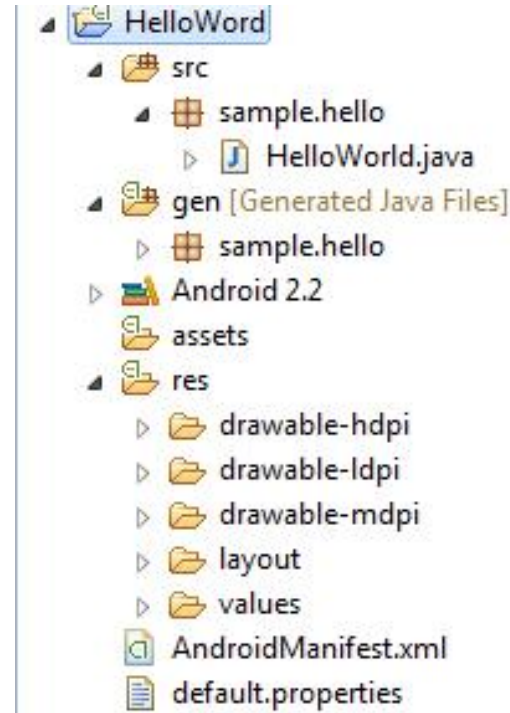 HelloWord
src
sample.hello
HelloWorld.java
gen [Generated Java Files]
sample.hello
Android 2.2
assets
res
drawable-hdpi
drawable-ldpi
drawable-mdpi
layout
values
AndroidManifest.xml
default.properties